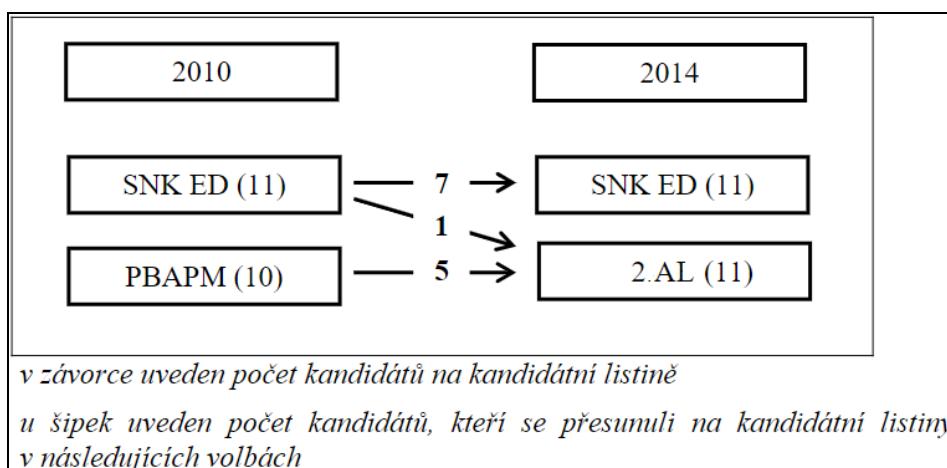 2010 2014
SNK ED (11) 7 SNK ED (11)
1
PBAPM (10) 5 2.AL (11)
v závorce uveden počet kandidátů na kandidátní listině
u šipek uveden počet kandidátů, kteří se přesunuli na kandidátní listiny
v následujících volbách